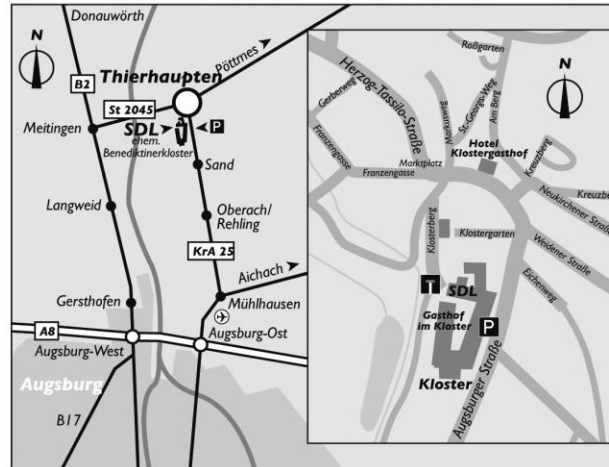 Donauwörth
N
B2
Pöttmes
Thierhaupten
St 2045
SDL
P
ehem.
Benediktinerkloster
Meitingen
Sand
Langweid
Oberach/
Rehling
KrA 25
Aichach
Gersthofen
Mühlhausen
A8
Augsburg-West
Augsburg-Ost
Augsburg
B17
N
Roßgarten
Herzog-Tassilo-Straße
Gerberweg
St.-Georgs-Weg
Am Berg
Franzengasse
Marktplatz
Franzengasse
Hotel
Klostergasthof
Kreuzberg
Kreuzberg
Neukirchener Straße
Klosterberg
Klostergarten
Weidener Straße
Eichenweg
T
SDL
Gasthof
im Kloster
P
Kloster
Augsburger Straße